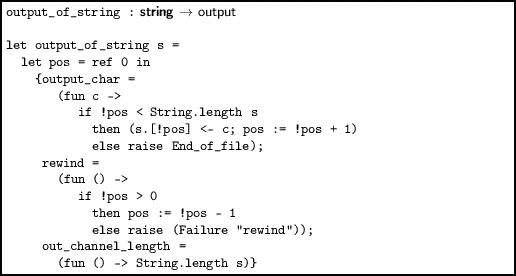 output_of_string : string → output
let output_of_string s =
  let pos = ref 0 in
    {output_char =
       (fun c ->
          if !pos < String.length s
            then (s.[!pos] <- c; pos := !pos + 1)
            else raise End_of_file);
     rewind =
       (fun () ->
          if !pos > 0
            then pos := !pos - 1
            else raise (Failure "rewind"));
     out_channel_length =
       (fun () -> String.length s)}